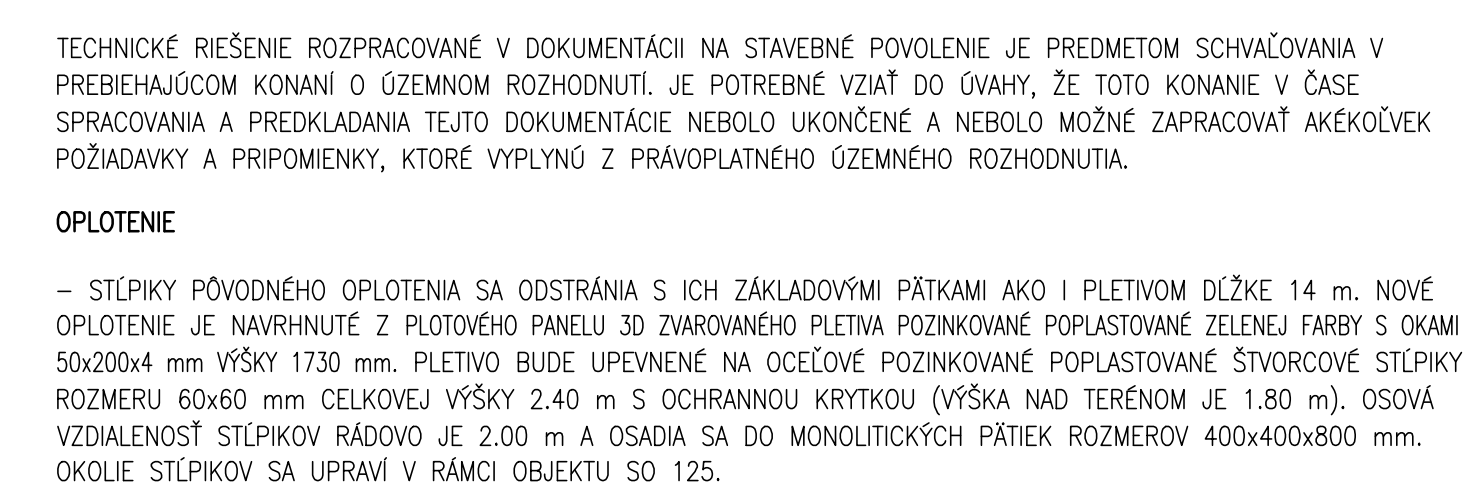 TECHNICKÉ RIEŠENIE ROZPRACOVANÉ V DOKUMENTÁCII NA STAVEBNÉ POVOLENIE JE PREDMETOM SCHVAĽOVANIA V
PREBIEHAJÚCOM KONANÍ O ÚZEMNOM ROZHODNUTÍ. JE POTREBNÉ VZIAŤ DO ÚVAHY, ŽE TOTO KONANIE V ČASE
SPRACOVANIA A PREDKLADANIA TEJTO DOKUMENTÁCIE NEBOLO UKONČENÉ A NEBOLO MOŽNÉ ZAPRACOVAŤ AKÉKOĽVEK
POŽIADAVKY A PRIPOMIENKY, KTORÉ VYPLYNÚ Z PRÁVOPLATNÉHO ÚZEMNÉHO ROZHODNUTIA.
OPLOTENIE
– STĹPIKY PÔVODNÉHO OPLOTENIA SA ODSTRÁNIA S ICH ZÁKLADOVÝMI PÄTKAMI AKO I PLETIVOM DĹŽKE 14 m. NOVÉ
OPLOTENIE JE NAVRHNUTÉ Z PLOTOVÉHO PANELU 3D ZVAROVANÉHO PLETIVA POZINKOVANÉ POPLASTOVANÉ ZELENEJ FARBY S OKAMI
50x200x4 mm VÝŠKY 1730 mm. PLETIVO BUDE UPEVNENÉ NA OCEĽOVÉ POZINKOVANÉ POPLASTOVANÉ ŠTVORCOVÉ STĹPIKY
ROZMERU 60x60 mm CELKOVEJ VÝŠKY 2.40 m S OCHRANNOU KRYTKOU (VÝŠKA NAD TERÉNOM JE 1.80 m). OSOVÁ
VZDIALENOSŤ STĹPIKOV RÁDOVO JE 2.00 m A OSADIA SA DO MONOLITICKÝCH PÄTIEK ROZMEROV 400x400x800 mm.
OKOLIE STĹPIKOV SA UPRAVÍ V RÁMCI OBJEKTU SO 125.